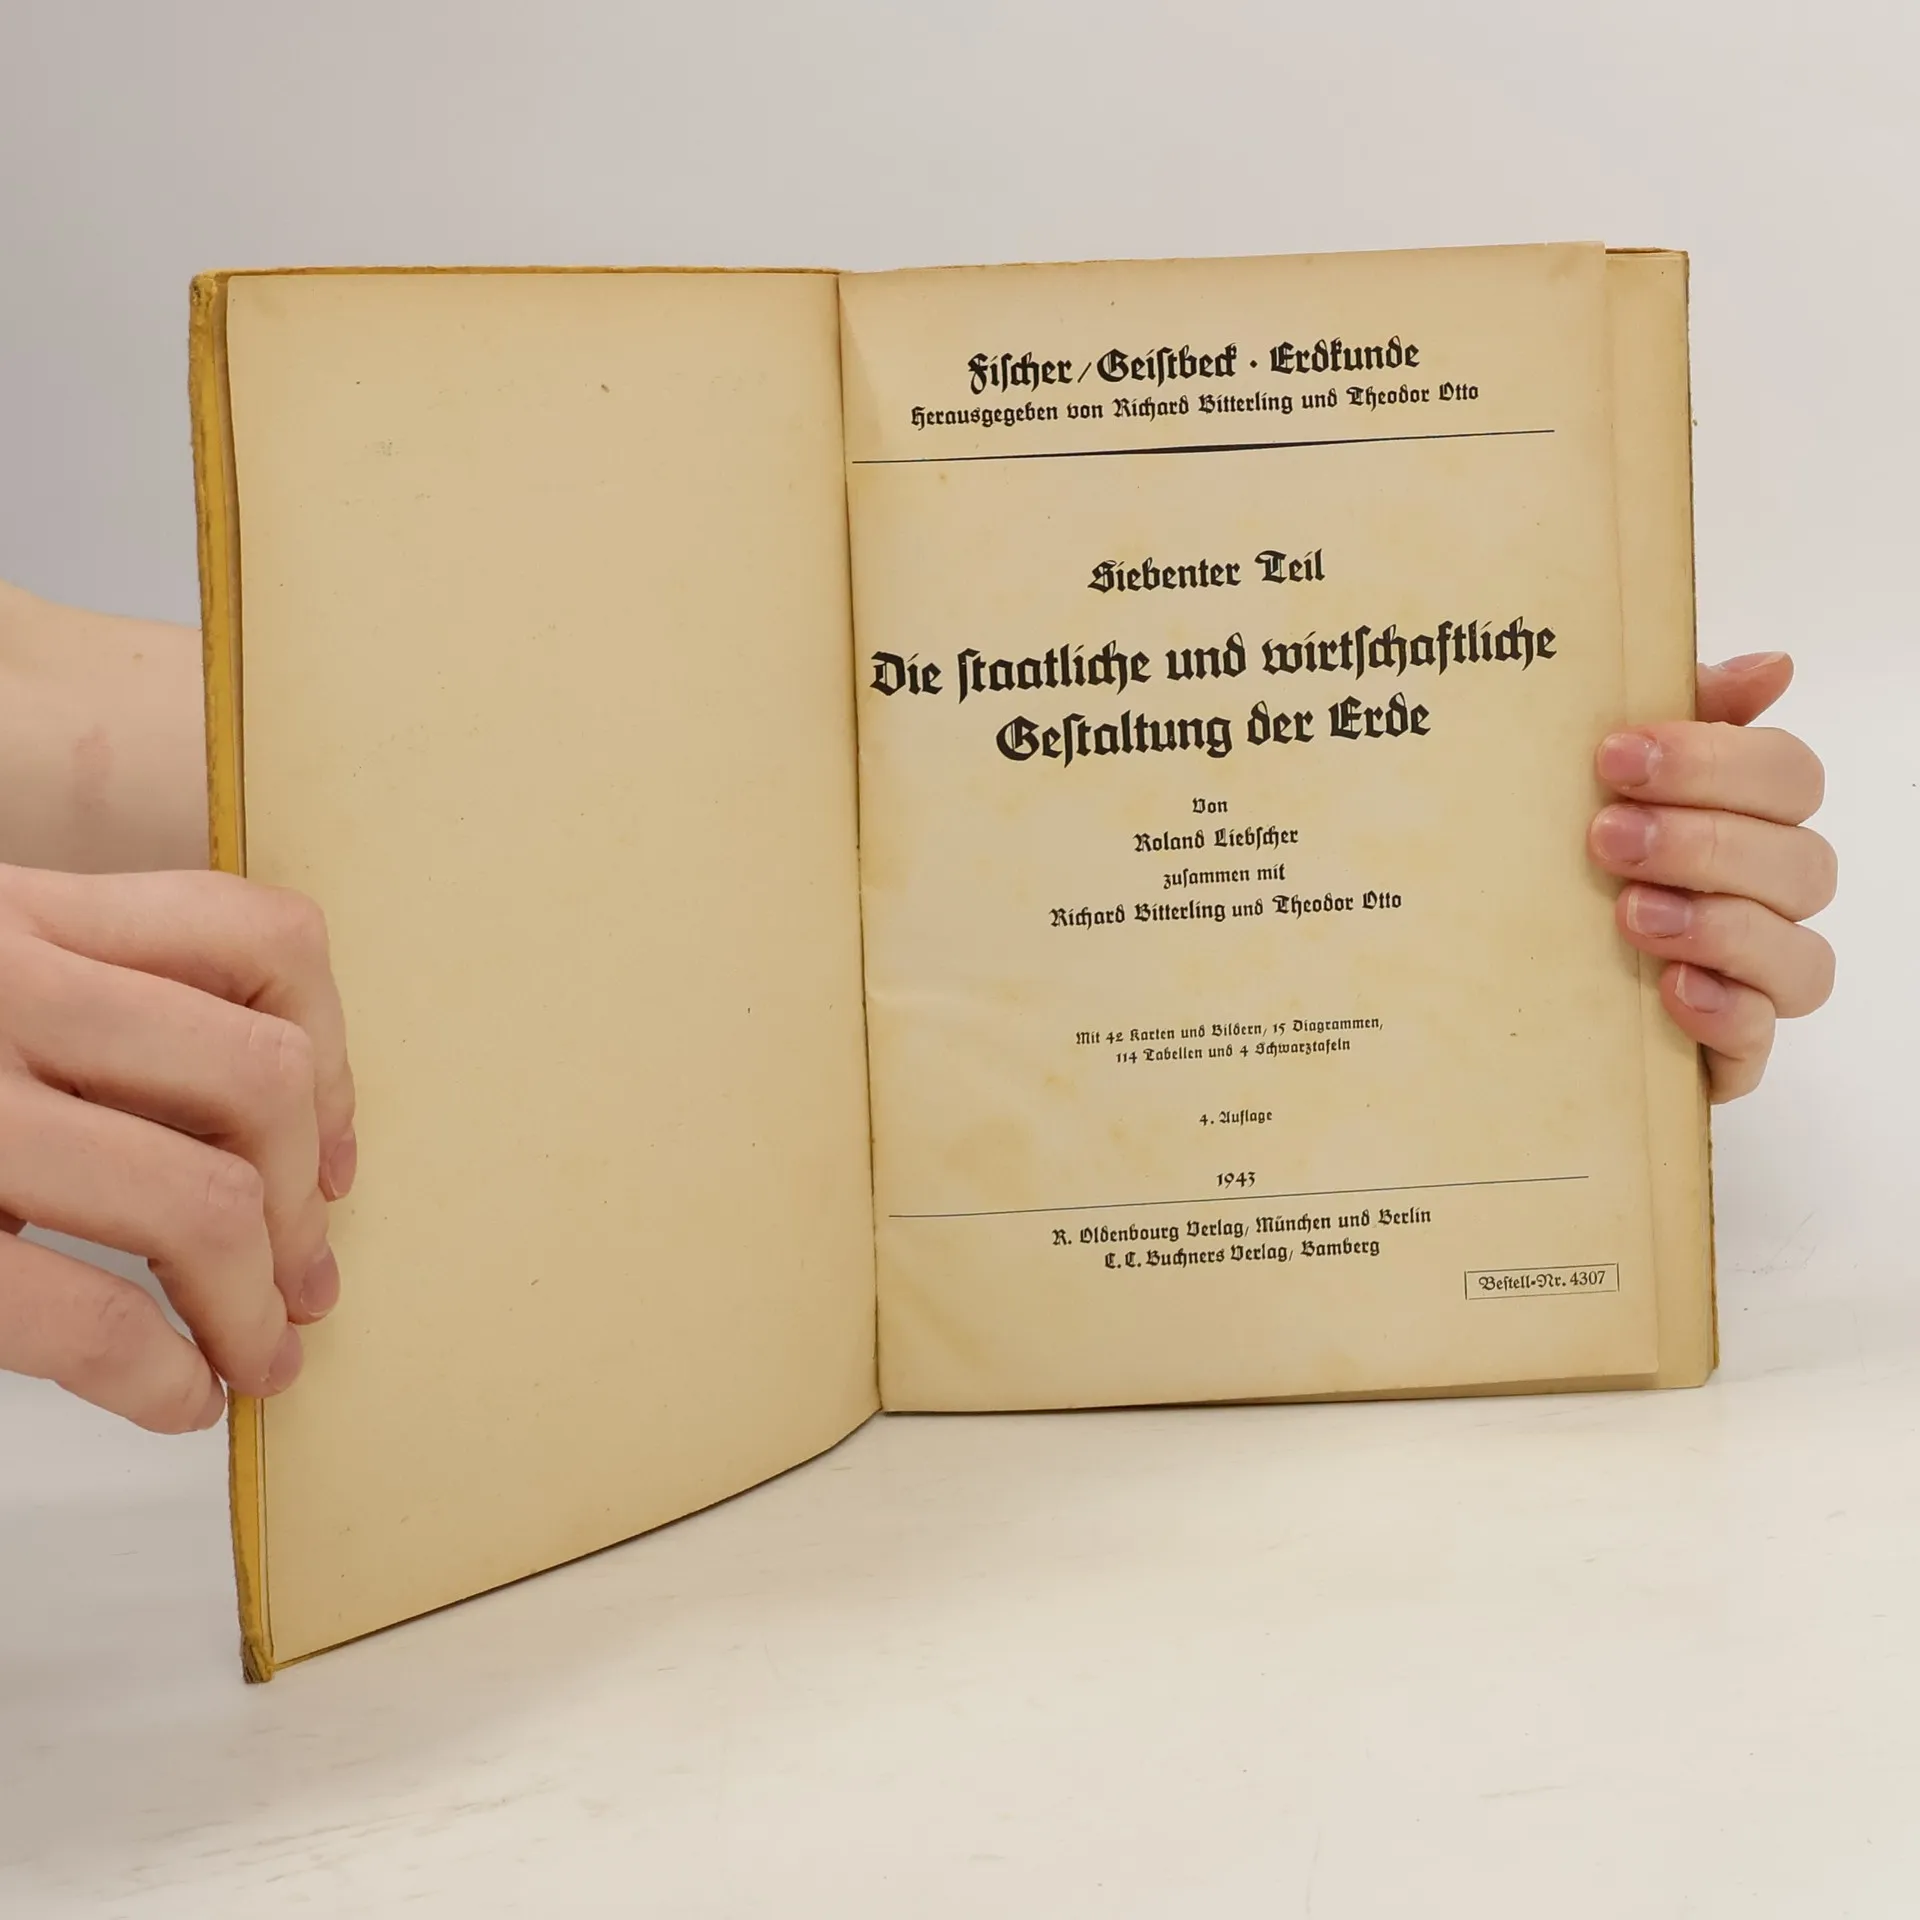 Fischer/Geistbeck · Erdkunde
Herausgegeben von Richard Bitterling und Theodor Otto
Siebenter Teil
Die staatliche und wirtschaftliche
Gestaltung der Erde
Von
Roland Liebscher
zusammen mit
Richard Bitterling und Theodor Otto
Mit 42 Karten und Bildern, 15 Diagrammen,
114 Tabellen und 4 Schwarztafeln
4. Auflage
1943
R. Oldenbourg Verlag, München und Berlin
C. C. Buchners Verlag, Bamberg
Bestell-Nr. 4307